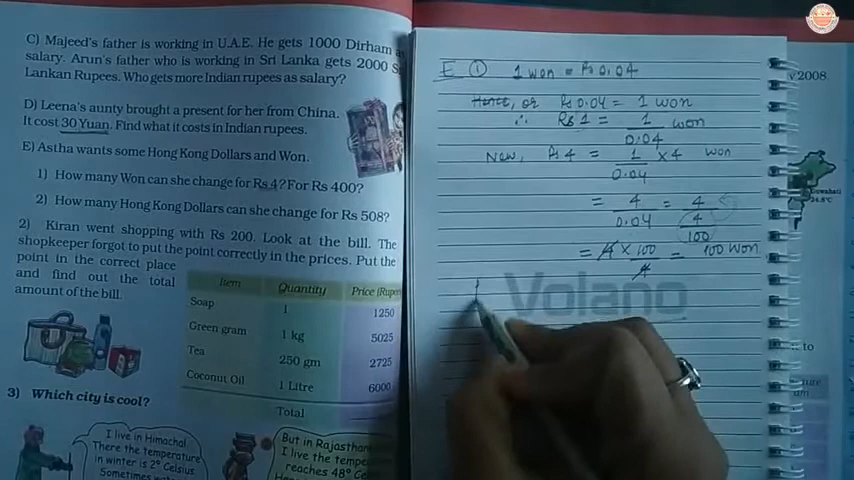 C) Majeed's father is working in U.A.E. He gets 1000 Dirham as
salary. Arun's father who is working in Sri Lanka gets 2000 S
Lankan Rupees. Who gets more Indian rupees as salary?
D) Leena's aunty brought a present for her from China.
It cost 30 Yuan. Find what it costs in Indian rupees.
E) Astha wants some Hong Kong Dollars and Won.
1) How many Won can she change for Rs 4? For Rs 400?
2) How many Hong Kong Dollars can she change for Rs 508?
2) Kiran went shopping with Rs 200. Look at the bill. The
shopkeeper forgot to put the point correctly in the prices. Put the
point in the correct place
and find out the total
amount of the bill.
Item Quantity Price (Rupee
Soap 1 1250
Green gram 1 kg 5025
Tea 250 gm 2725
Coconut Oil 1 Litre 6000
Total
3) Which city is cool?
I live in Himachal.
There the temperature
in winter is 2° Celsius
Sometimes
But in Rajasthan
I live the
reaches 48°
E ① 1 won = Rs 0.04
Hence, or Rs 0.04 = 1 won
∴ Rs 1 = 1/0.04 won
Now, Rs 4 = 1/0.04 × 4 won
= 4/0.04 = 4/(4/100)
= 4 × 100/4 = 100 won
Volano
v 2008.
Guwahati
24.5°C
to